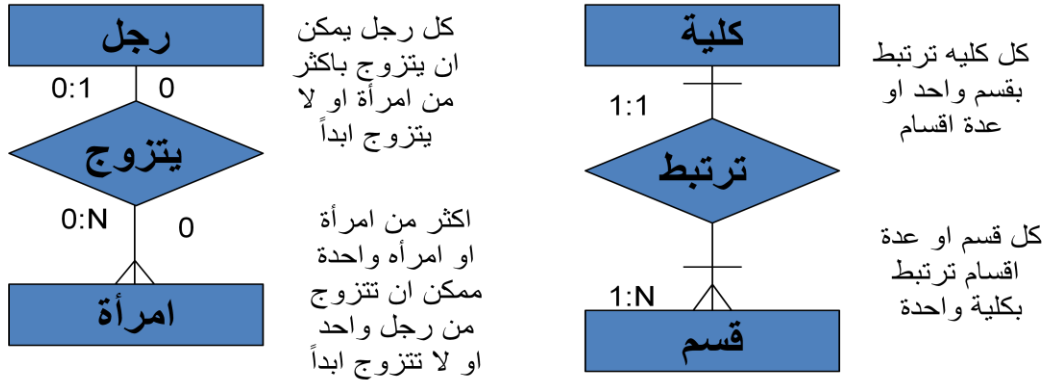 رجل
كل رجل يمكن
ان يتزوج باكثر
من امرأة او لا
يتزوج ابداً
0:1
0
يتزوج
0:N
0
امرأة
اكثر من امرأة
او امرأه واحدة
ممكن ان تتزوج
من رجل واحد
او لا تتزوج ابداً
كلية
كل كليه ترتبط
بقسم واحد او
عدة اقسام
1:1
ترتبط
1:N
قسم
كل قسم او عدة
اقسام ترتبط
بكلية واحدة